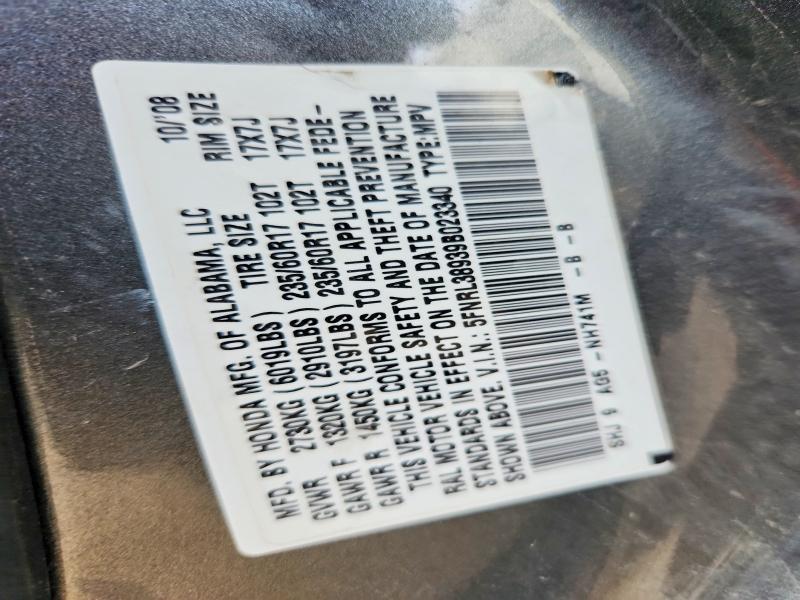 MFD. BY HONDA MFG. OF ALABAMA, LLC 10/'08
GVWR 2730KG ( 6019LBS ) TIRE SIZE RIM SIZE
GAWR F 1320KG ( 2910LBS ) 235/60R17 102T 17X7J
GAWR R 1450KG ( 3197LBS ) 235/60R17 102T 17X7J
THIS VEHICLE CONFORMS TO ALL APPLICABLE FEDE-
RAL MOTOR VEHICLE SAFETY AND THEFT PREVENTION
STANDARDS IN EFFECT ON THE DATE OF MANUFACTURE
SHOWN ABOVE. V.I.N.: 5FNRL38939B023340 TYPE:MPV
SHJ 9 AG5 - NH741M - B - B